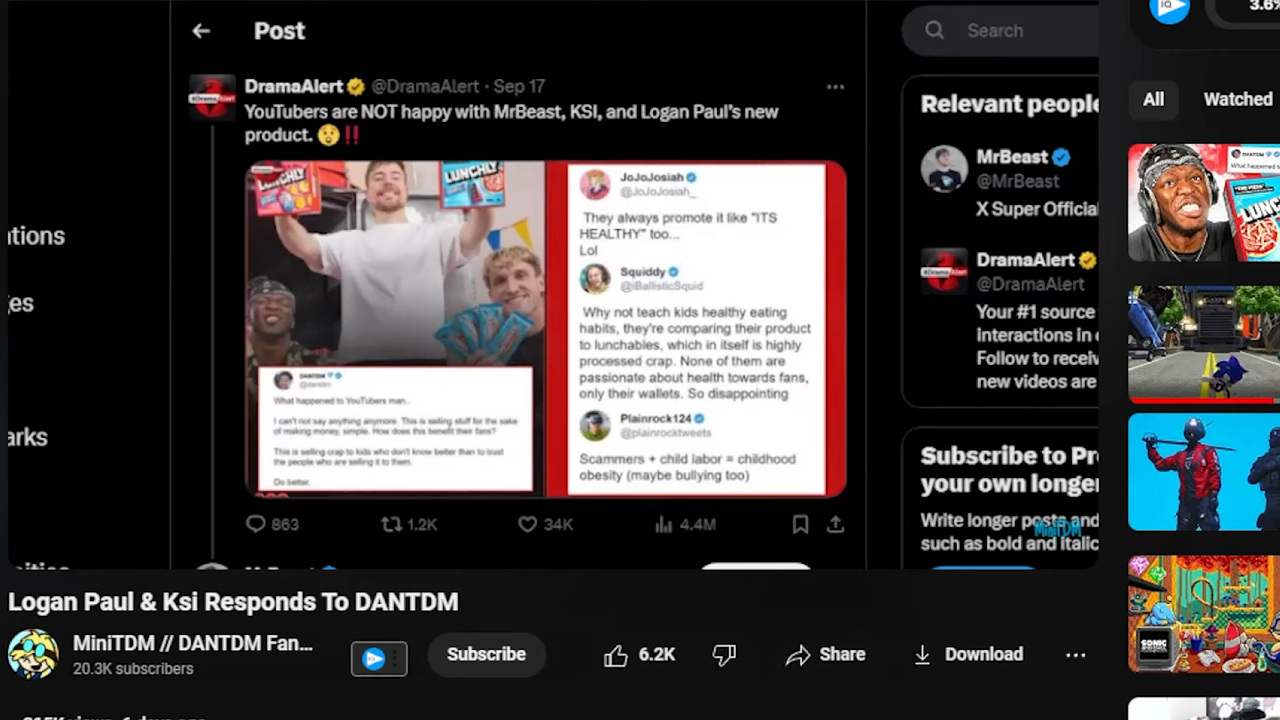 Post
DramaAlert @DramaAlert · Sep 17
YouTubers are NOT happy with MrBeast, KSI, and Logan Paul's new
product. 😯‼️
LUNCHLY
LUNCHLY
DANTDM
@dantdm
What happened to YouTubers man..
I can't not say anything anymore. This is selling stuff for the sake
of making money, simple. How does this benefit their fans?
This is selling crap to kids who don't know better than to trust
the people who are selling it to them.
Do better.
JoJoJosiah
@JoJoJosiah_
They always promote it like "ITS
HEALTHY" too...
Lol
Squiddy
@iBallisticSquid
Why not teach kids healthy eating
habits, they're comparing their product
to lunchables, which in itself is highly
processed crap. None of them are
passionate about health towards fans,
only their wallets. So disappointing
Plainrock124
@plainrocktweets
Scammers + child labor = childhood
obesity (maybe bullying too)
863 1.2K 34K 4.4M
Search
Relevant people
MrBeast
@MrBeast
X Super Official
DramaAlert
@DramaAlert
Your #1 source
interactions in
Follow to receiv
new videos are
Subscribe to Pre
your own longer
Write longer posts and
such as bold and italic
MiniTDM
Logan Paul & Ksi Responds To DANTDM
MiniTDM // DANTDM Fan...
20.3K subscribers
Subscribe
6.2K
Share
Download
IQ
3.6%
All
Watched
SONIC